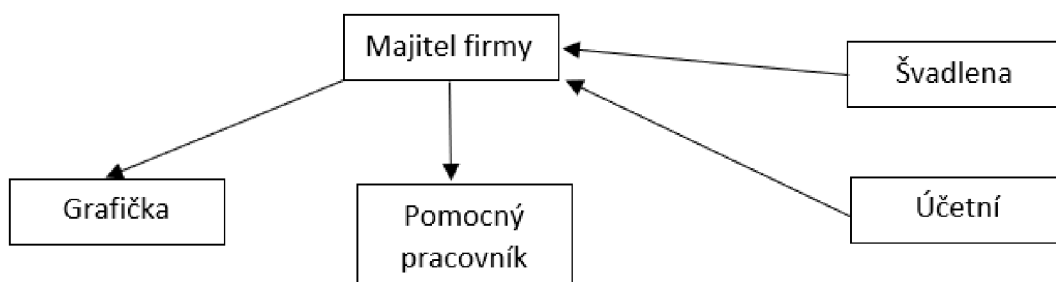 Majitel firmy
Švadlena
Grafička
Pomocný
pracovník
Účetní